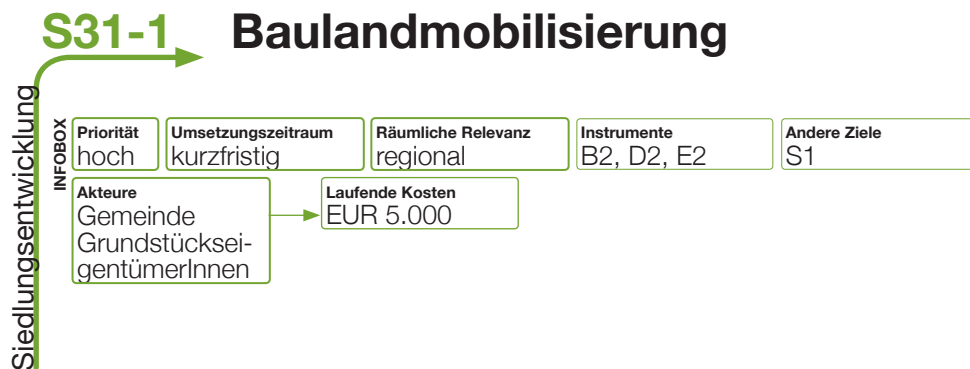 S31-1 Baulandmobilisierung
Siedlungsentwicklung
INFOBOX
Priorität
hoch
Umsetzungszeitraum
kurzfristig
Räumliche Relevanz
regional
Instrumente
B2, D2, E2
Andere Ziele
S1
Akteure
Gemeinde
Grundstücksei-
gentümerInnen
Laufende Kosten
EUR 5.000